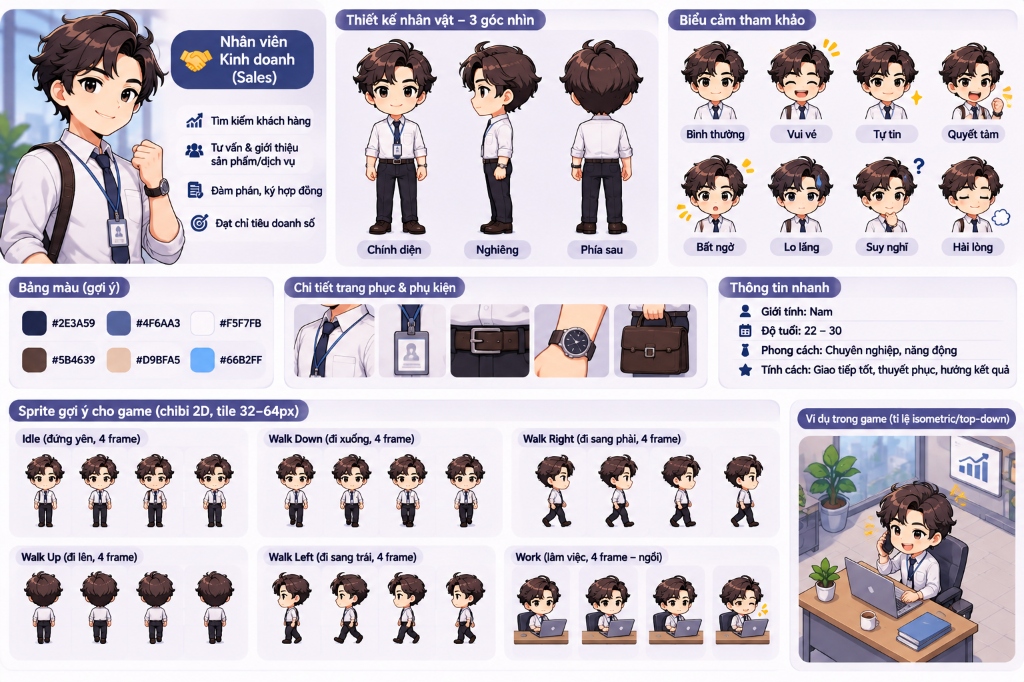 Nhân viên
Kinh doanh
(Sales)
Tìm kiếm khách hàng
Tư vấn & giới thiệu
sản phẩm/dịch vụ
Đàm phán, ký hợp đồng
Đạt chỉ tiêu doanh số
Thiết kế nhân vật – 3 góc nhìn
Chính diện
Nghiêng
Phía sau
Biểu cảm tham khảo
Bình thường
Vui vẻ
Tự tin
Quyết tâm
?
Bất ngờ
Lo lắng
Suy nghĩ
Hài lòng
Bảng màu (gợi ý)
#2E3A59
#4F6AA3
#F5F7FB
#5B4639
#D9BFA5
#66B2FF
Chi tiết trang phục & phụ kiện
Thông tin nhanh
Giới tính: Nam
Độ tuổi: 22 – 30
Phong cách: Chuyên nghiệp, năng động
Tính cách: Giao tiếp tốt, thuyết phục, hướng kết quả
Sprite gợi ý cho game (chibi 2D, tile 32–64px)
Idle (đứng yên, 4 frame)
Walk Down (đi xuống, 4 frame)
Walk Right (đi sang phải, 4 frame)
Walk Up (đi lên, 4 frame)
Walk Left (đi sang trái, 4 frame)
Work (làm việc, 4 frame – ngồi)
Ví dụ trong game (tỉ lệ isometric/top-down)